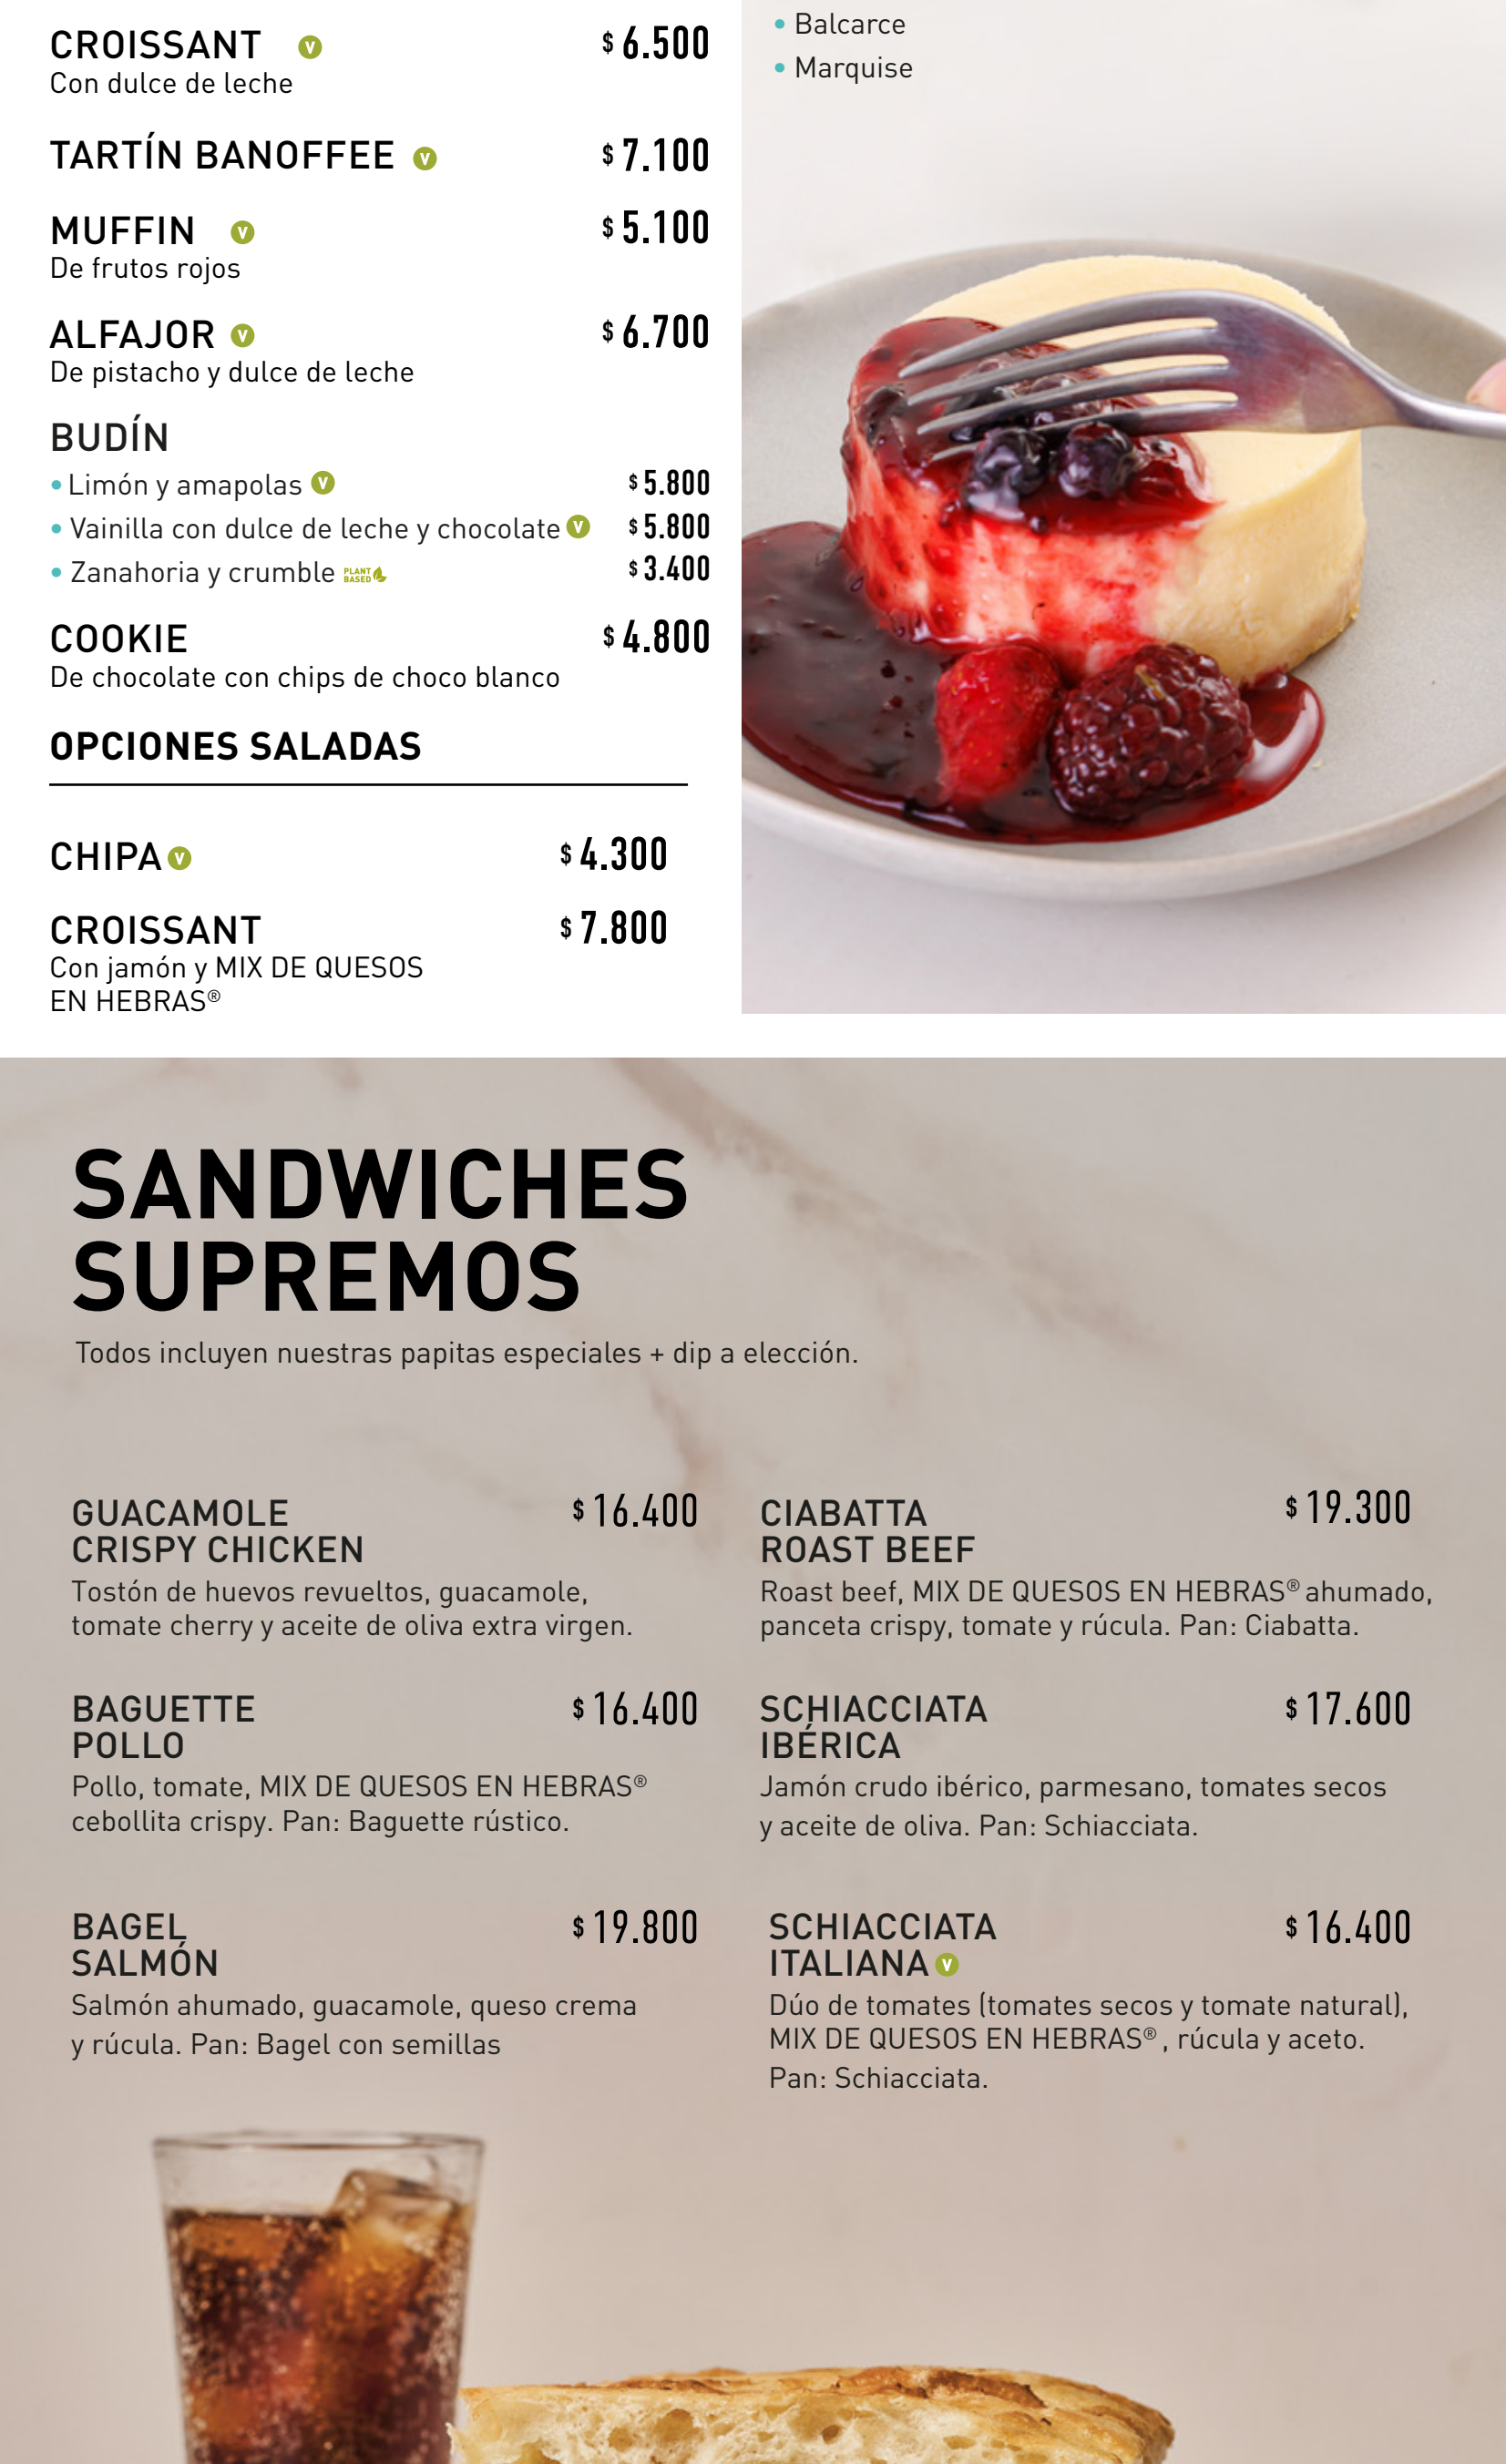 CROISSANT V $ 6.500
Con dulce de leche
TARTÍN BANOFFEE V $ 7.100
MUFFIN V $ 5.100
De frutos rojos
ALFAJOR V $ 6.700
De pistacho y dulce de leche
BUDÍN
• Limón y amapolas V $ 5.800
• Vainilla con dulce de leche y chocolate V $ 5.800
• Zanahoria y crumble PLANT BASED $ 3.400
COOKIE $ 4.800
De chocolate con chips de choco blanco
OPCIONES SALADAS
CHIPA V $ 4.300
CROISSANT $ 7.800
Con jamón y MIX DE QUESOS
EN HEBRAS®
• Balcarce
• Marquise
SANDWICHES
SUPREMOS
Todos incluyen nuestras papitas especiales + dip a elección.
GUACAMOLE $ 16.400
CRISPY CHICKEN
Tostón de huevos revueltos, guacamole,
tomate cherry y aceite de oliva extra virgen.
BAGUETTE $ 16.400
POLLO
Pollo, tomate, MIX DE QUESOS EN HEBRAS®
cebollita crispy. Pan: Baguette rústico.
BAGEL $ 19.800
SALMÓN
Salmón ahumado, guacamole, queso crema
y rúcula. Pan: Bagel con semillas
CIABATTA $ 19.300
ROAST BEEF
Roast beef, MIX DE QUESOS EN HEBRAS® ahumado,
panceta crispy, tomate y rúcula. Pan: Ciabatta.
SCHIACCIATA $ 17.600
IBÉRICA
Jamón crudo ibérico, parmesano, tomates secos
y aceite de oliva. Pan: Schiacciata.
SCHIACCIATA $ 16.400
ITALIANA V
Dúo de tomates (tomates secos y tomate natural),
MIX DE QUESOS EN HEBRAS® , rúcula y aceto.
Pan: Schiacciata.